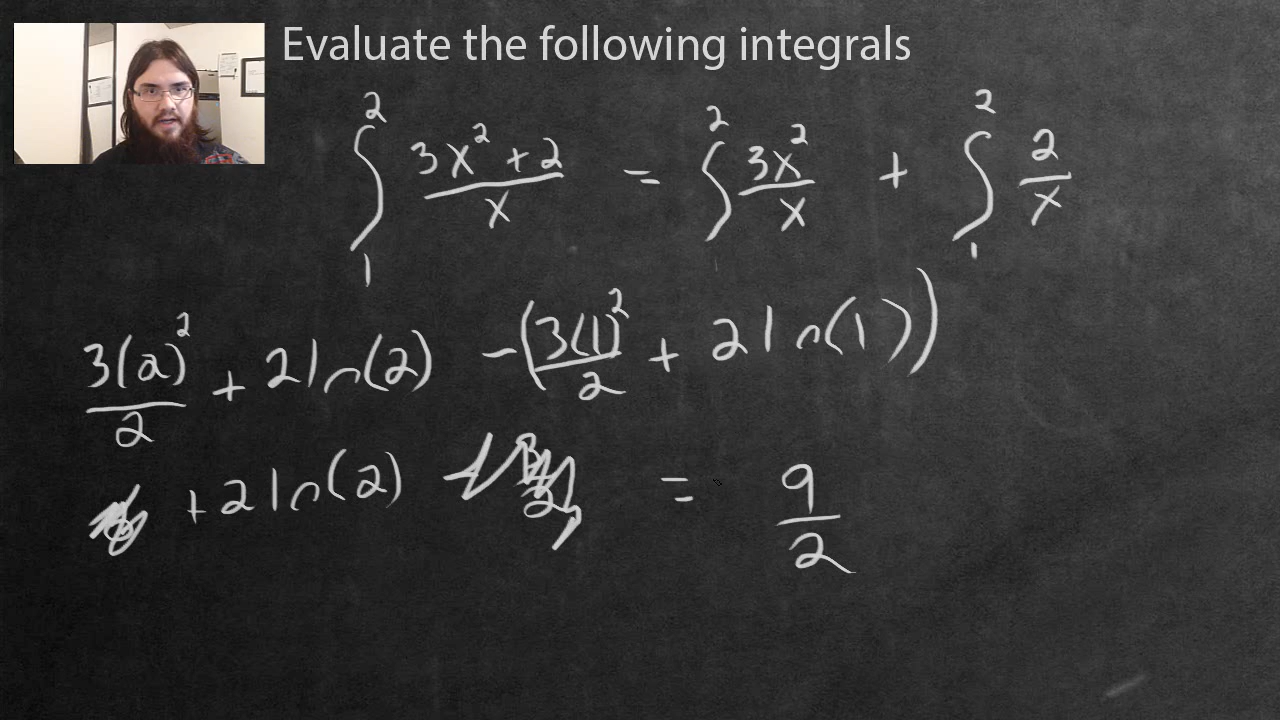 Evaluate the following integrals
∫₁² (3x² + 2)/x = ∫₁² 3x²/x + ∫₁² 2/x
3(2)²/2 + 2ln(2) - (3(1)²/2 + 2ln(1))
+ 2ln(2) = 9/2